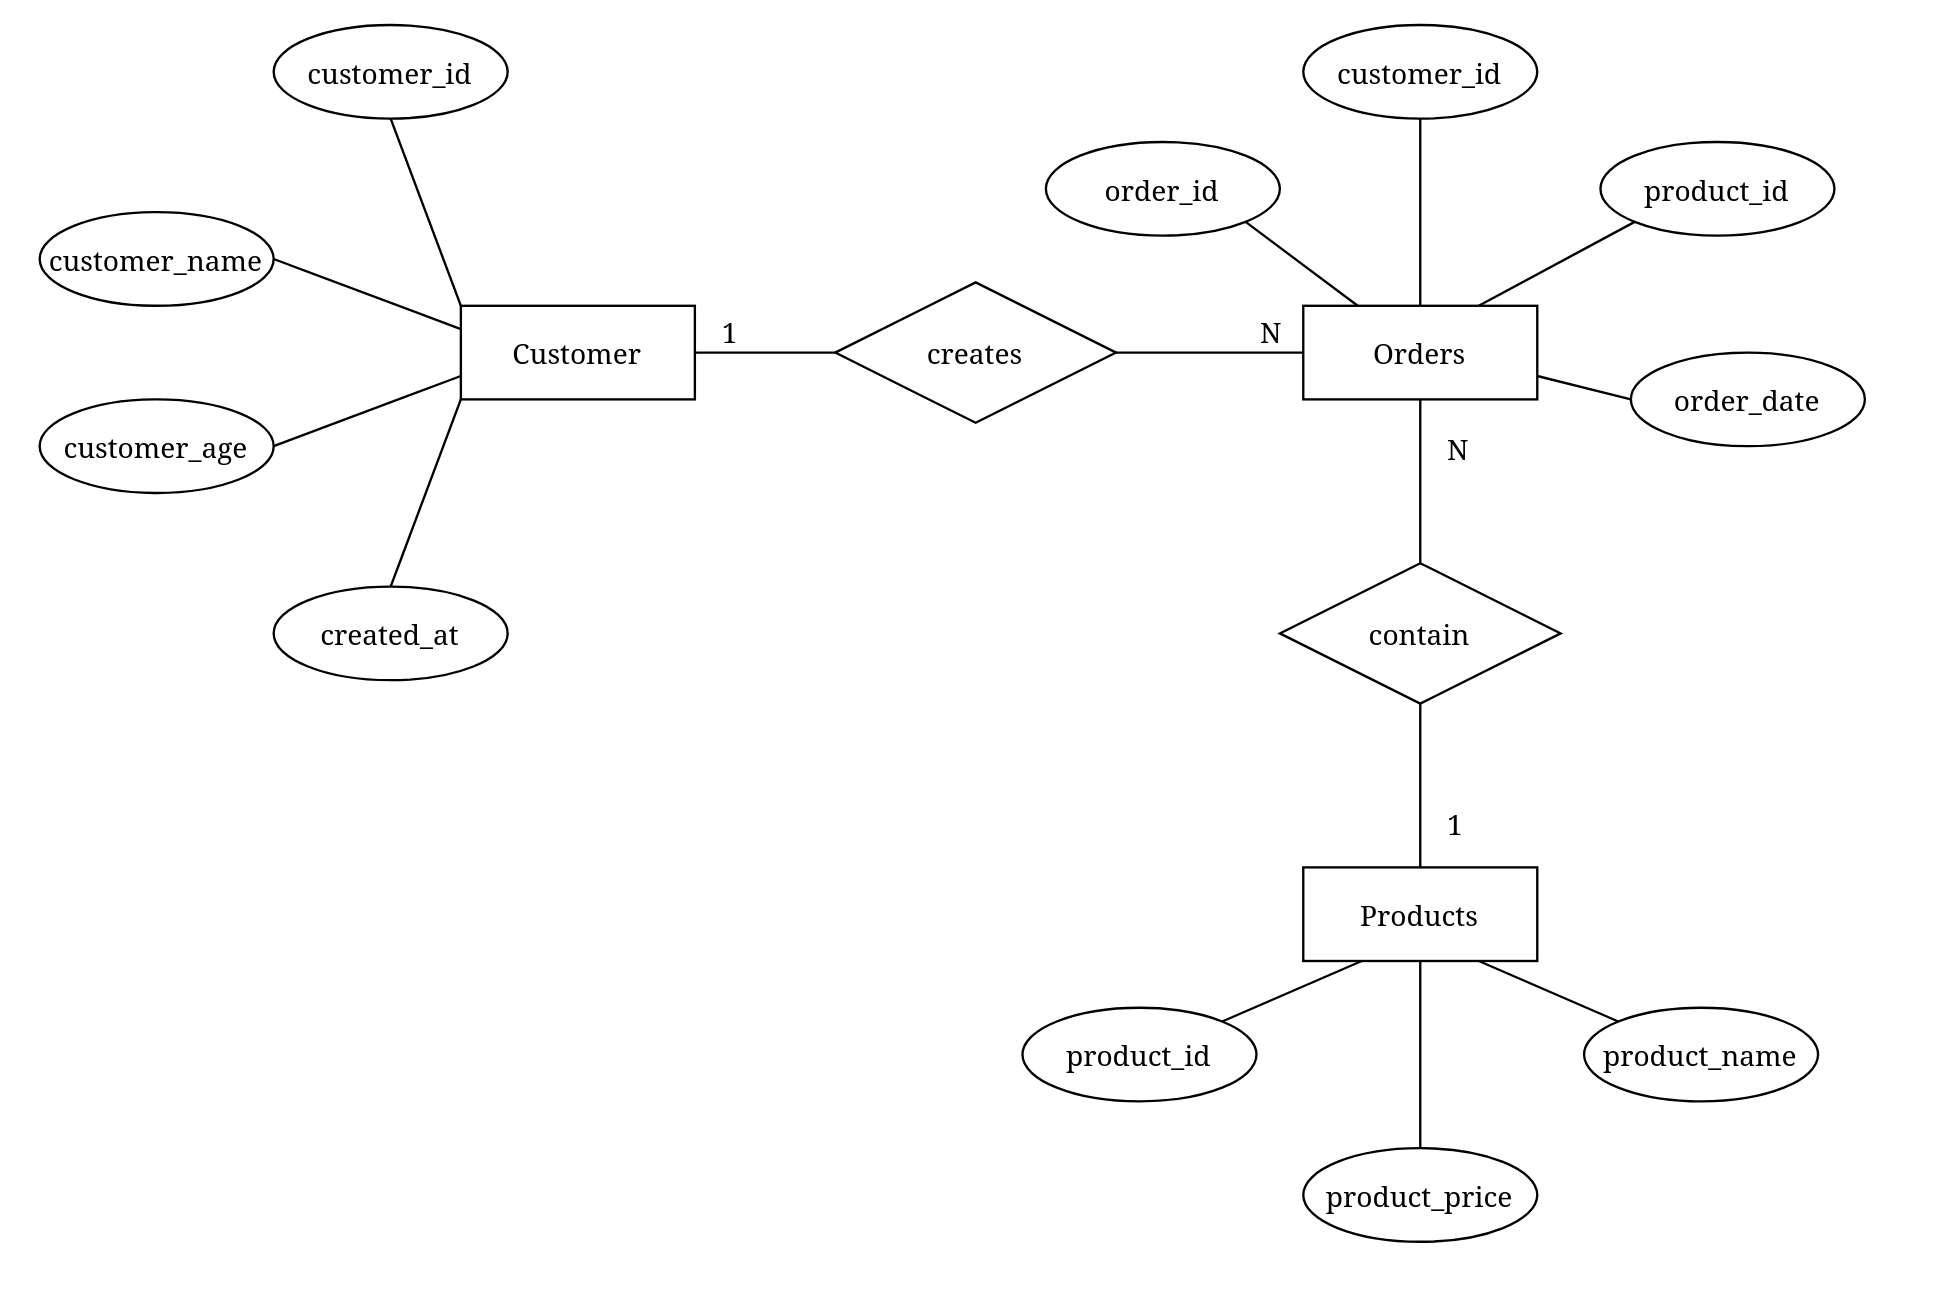 customer_id
customer_id
order_id
product_id
customer_name
1
N
Customer
creates
Orders
order_date
customer_age
N
created_at
contain
1
Products
product_id
product_name
product_price